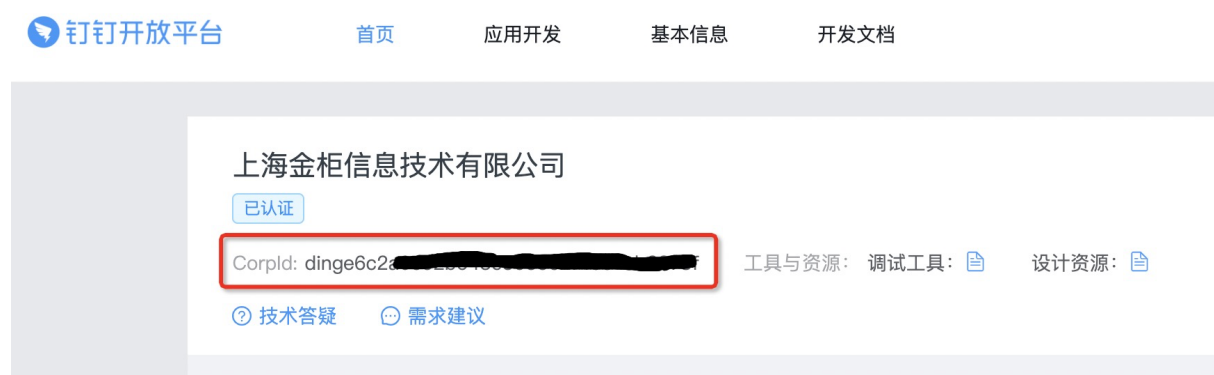 钉钉开放平台 首页 应用开发 基本信息 开发文档
上海金柜信息技术有限公司
已认证
CorpId: dinge6c2a 工具与资源： 调试工具： 设计资源：
技术答疑 需求建议